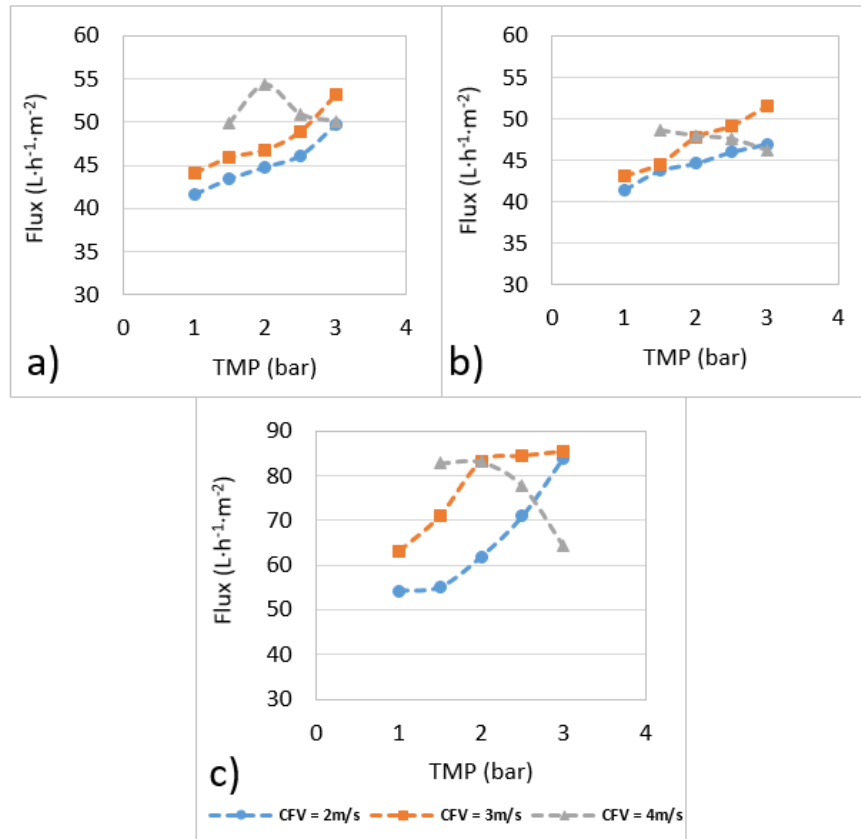 60
55
50
45
40
35
30
Flux (L·h⁻¹·m⁻²)
0 1 2 3 4
TMP (bar)
a)
60
55
50
45
40
35
30
Flux (L·h⁻¹·m⁻²)
0 1 2 3 4
TMP (bar)
b)
90
80
70
60
50
40
30
Flux (L·h⁻¹·m⁻²)
0 1 2 3 4
TMP (bar)
c)
CFV = 2m/s CFV = 3m/s CFV = 4m/s